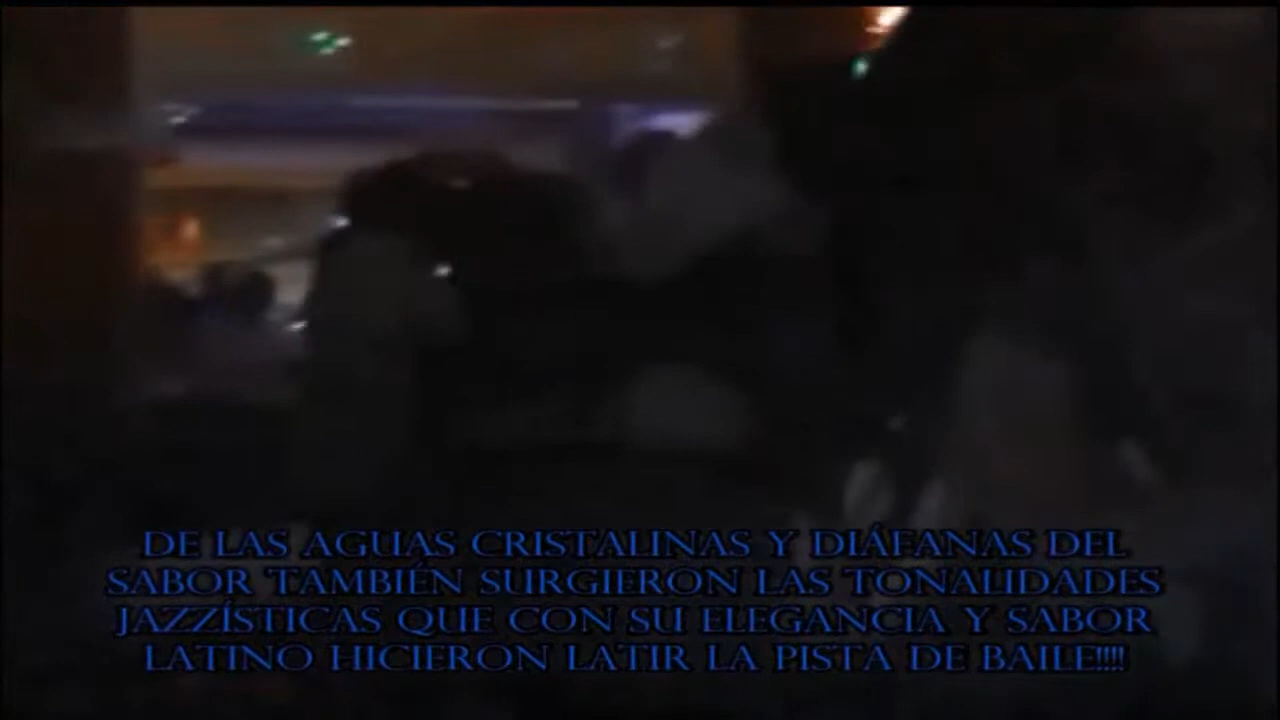 DE LAS AGUAS CRISTALINAS Y DIÁFANAS DEL
SABOR TAMBIÉN SURGIERON LAS TONALIDADES
JAZZÍSTICAS QUE CON SU ELEGANCIA Y SABOR
LATINO HICIERON LATIR LA PISTA DE BAILE!!!!